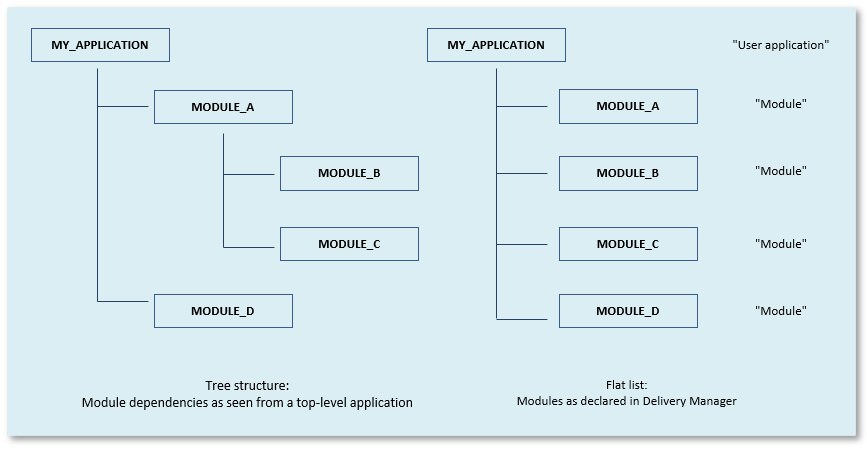 MY_APPLICATION
MODULE_A
MODULE_B
MODULE_C
MODULE_D
Tree structure:
Module dependencies as seen from a top-level application
MY_APPLICATION
"User application"
MODULE_A
"Module"
MODULE_B
"Module"
MODULE_C
"Module"
MODULE_D
"Module"
Flat list:
Modules as declared in Delivery Manager